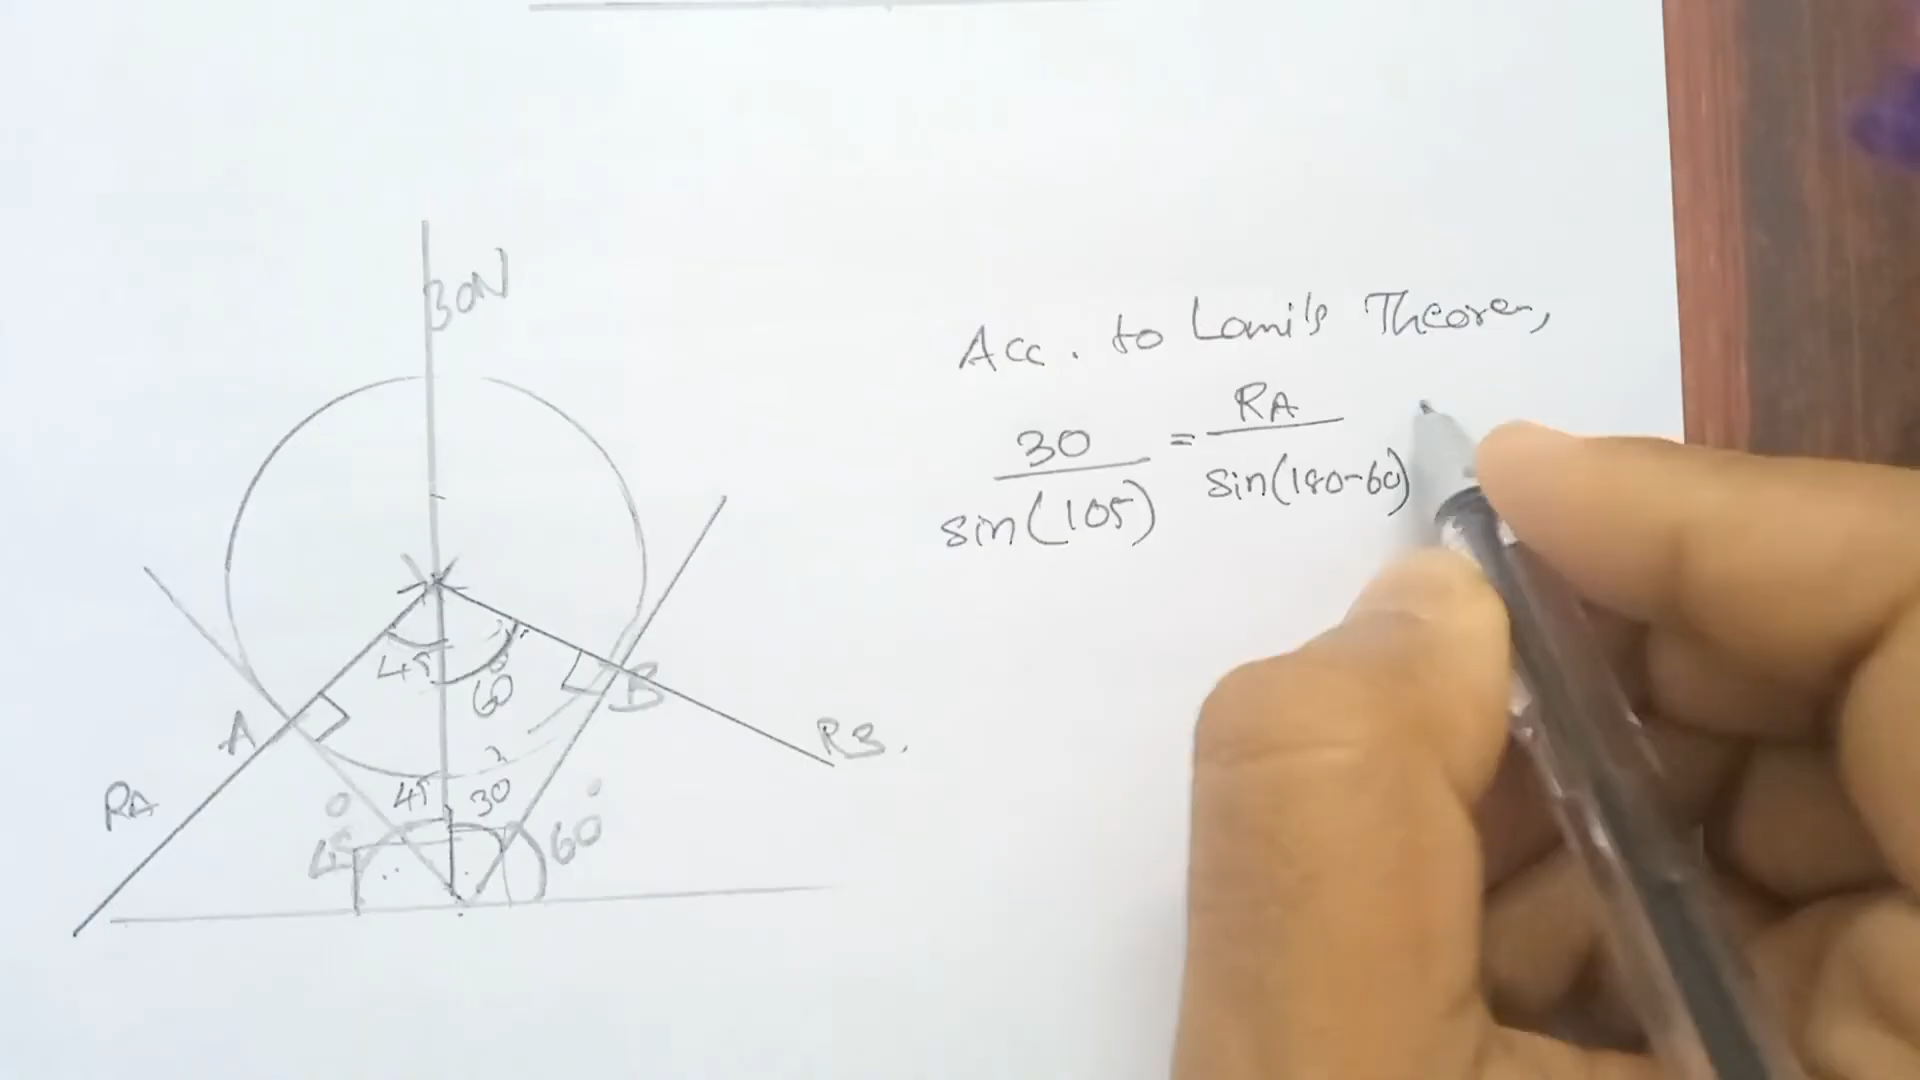 30N
Acc. to Lami's Theorem,
30 = RA
sin(105) sin(180-60)
45
60
B
A
RB.
RA
45 30
45° 60°